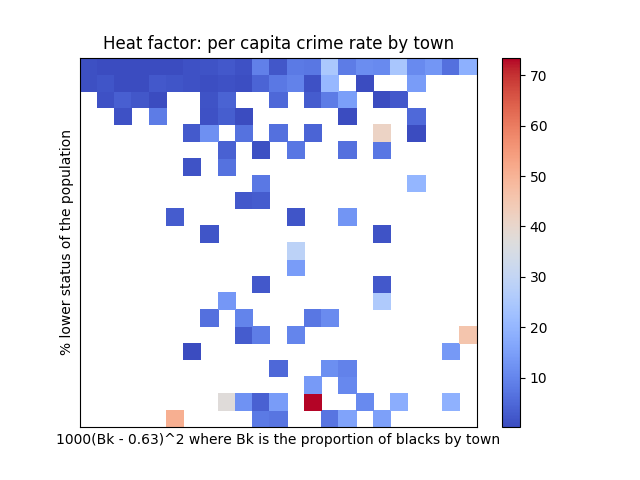 Heat factor: per capita crime rate by town
% lower status of the population
1000(Bk - 0.63)^2 where Bk is the proportion of blacks by town
70
60
50
40
30
20
10